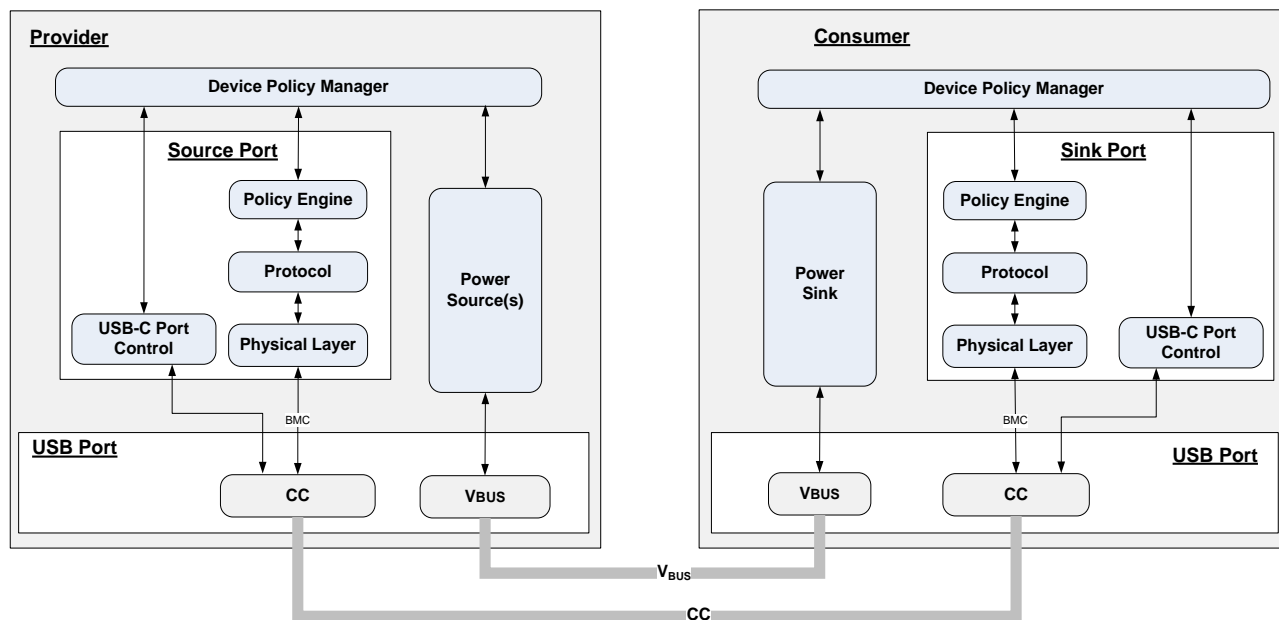 Provider
Device Policy Manager
Source Port
Policy Engine
Protocol
Physical Layer
USB-C Port
Control
Power
Source(s)
BMC
USB Port
CC
VBUS
Consumer
Device Policy Manager
Sink Port
Power
Sink
Policy Engine
Protocol
Physical Layer
USB-C Port
Control
BMC
USB Port
VBUS
CC
VBUS
CC